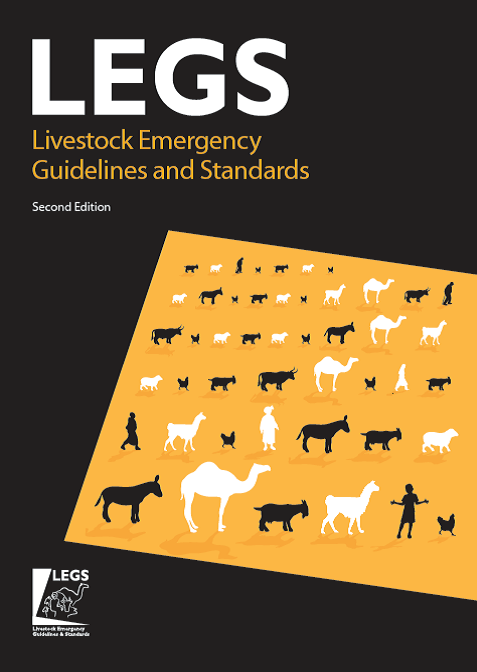 LEGS
Livestock Emergency
Guidelines and Standards
Second Edition
LEGS
Livestock Emergency
Guidelines & Standards